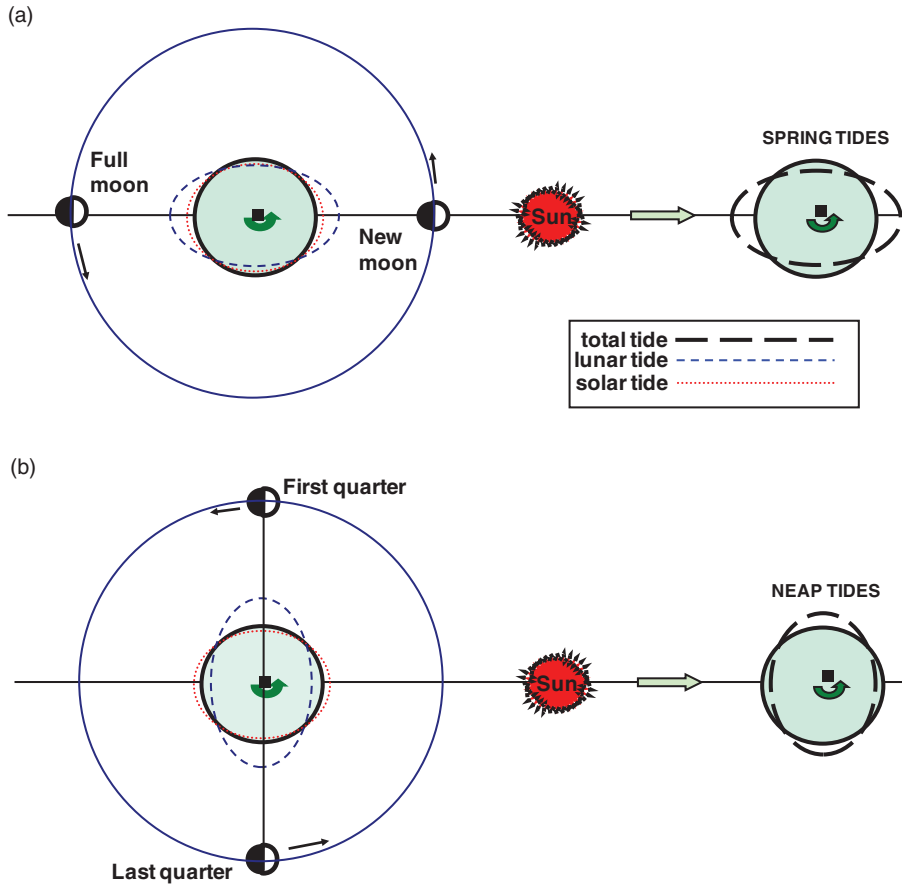 (a)
Full
moon
New
moon
Sun
SPRING TIDES
total tide
lunar tide
solar tide
(b)
First quarter
Sun
NEAP TIDES
Last quarter